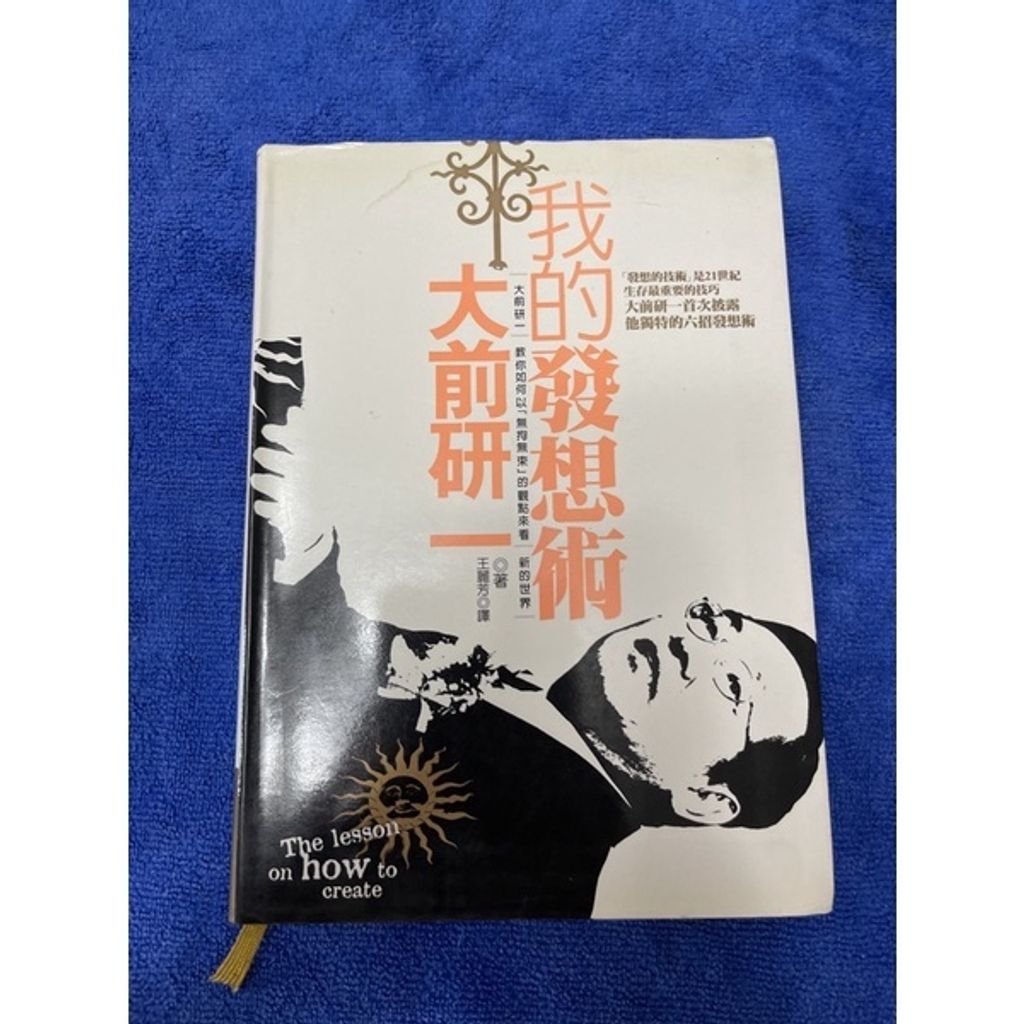 我的發想術
「發想的技術」是21世紀
生存最重要的技巧
大前研一首次披露
他獨特的六招發想術
大前研一 教你如何以「無拘無束」的觀點來看 新的世界
大前研一
◎著
王麗芳◎譯
The lesson
on how to
create